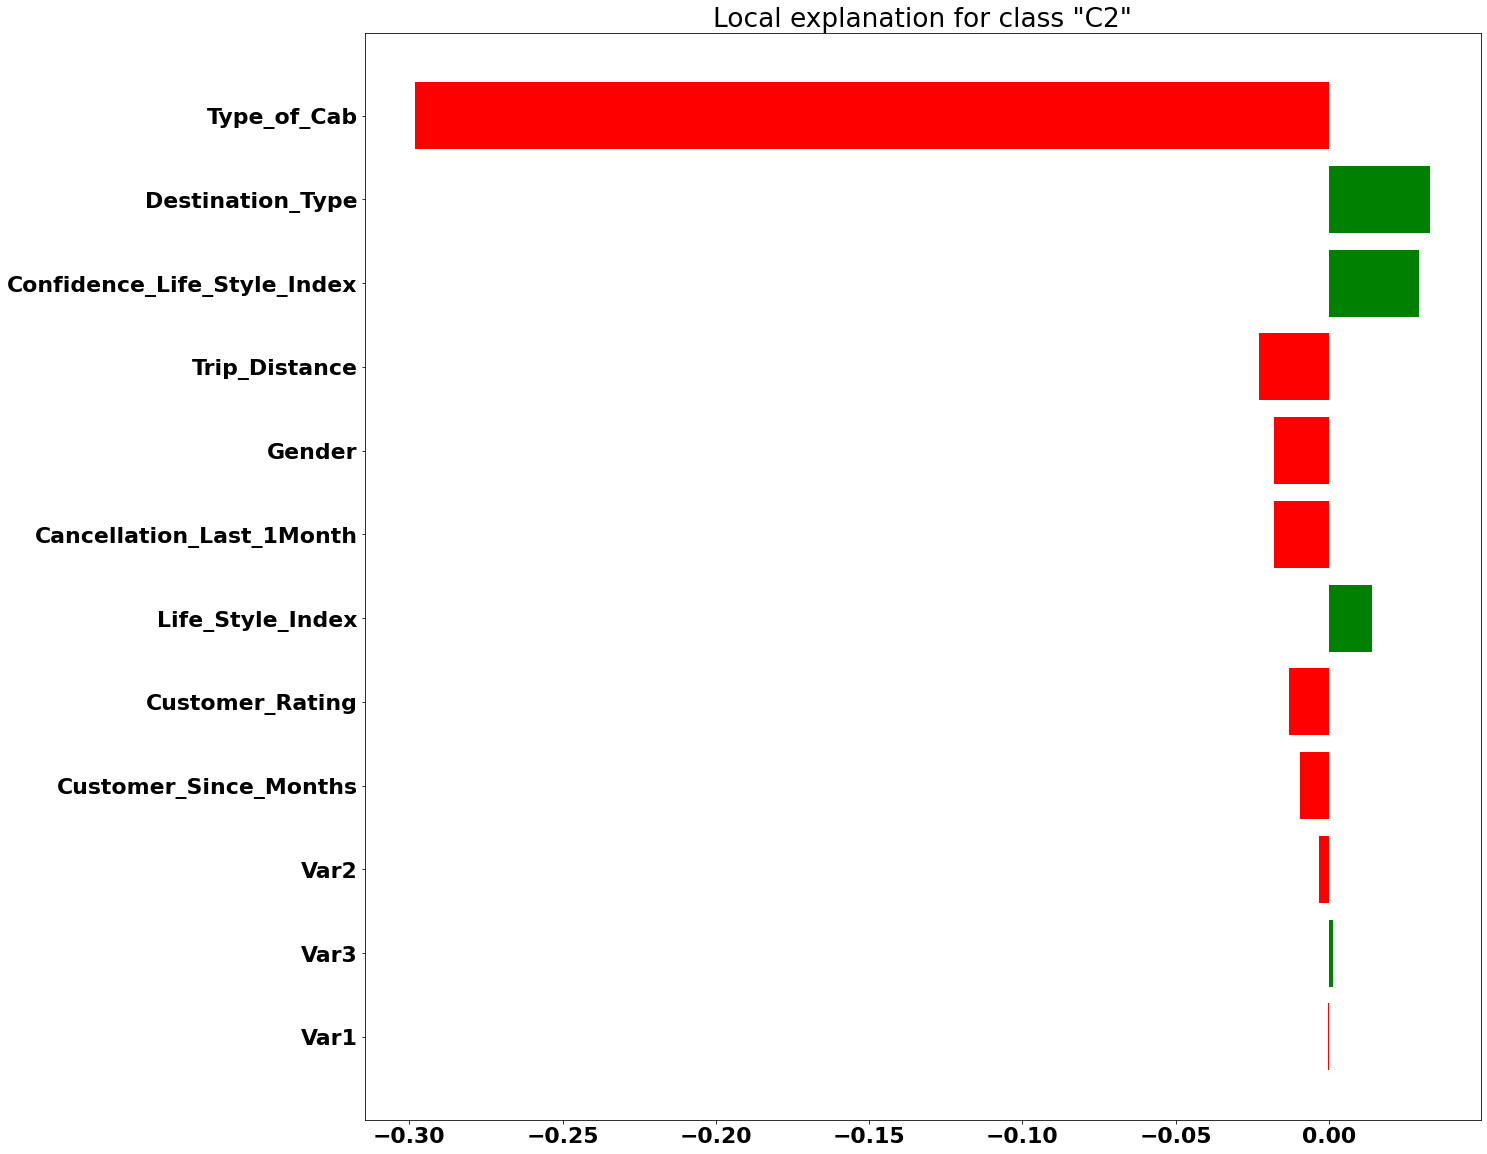 Local explanation for class "C2"
Type_of_Cab
Destination_Type
Confidence_Life_Style_Index
Trip_Distance
Gender
Cancellation_Last_1Month
Life_Style_Index
Customer_Rating
Customer_Since_Months
Var2
Var3
Var1
−0.30 −0.25 −0.20 −0.15 −0.10 −0.05 0.00